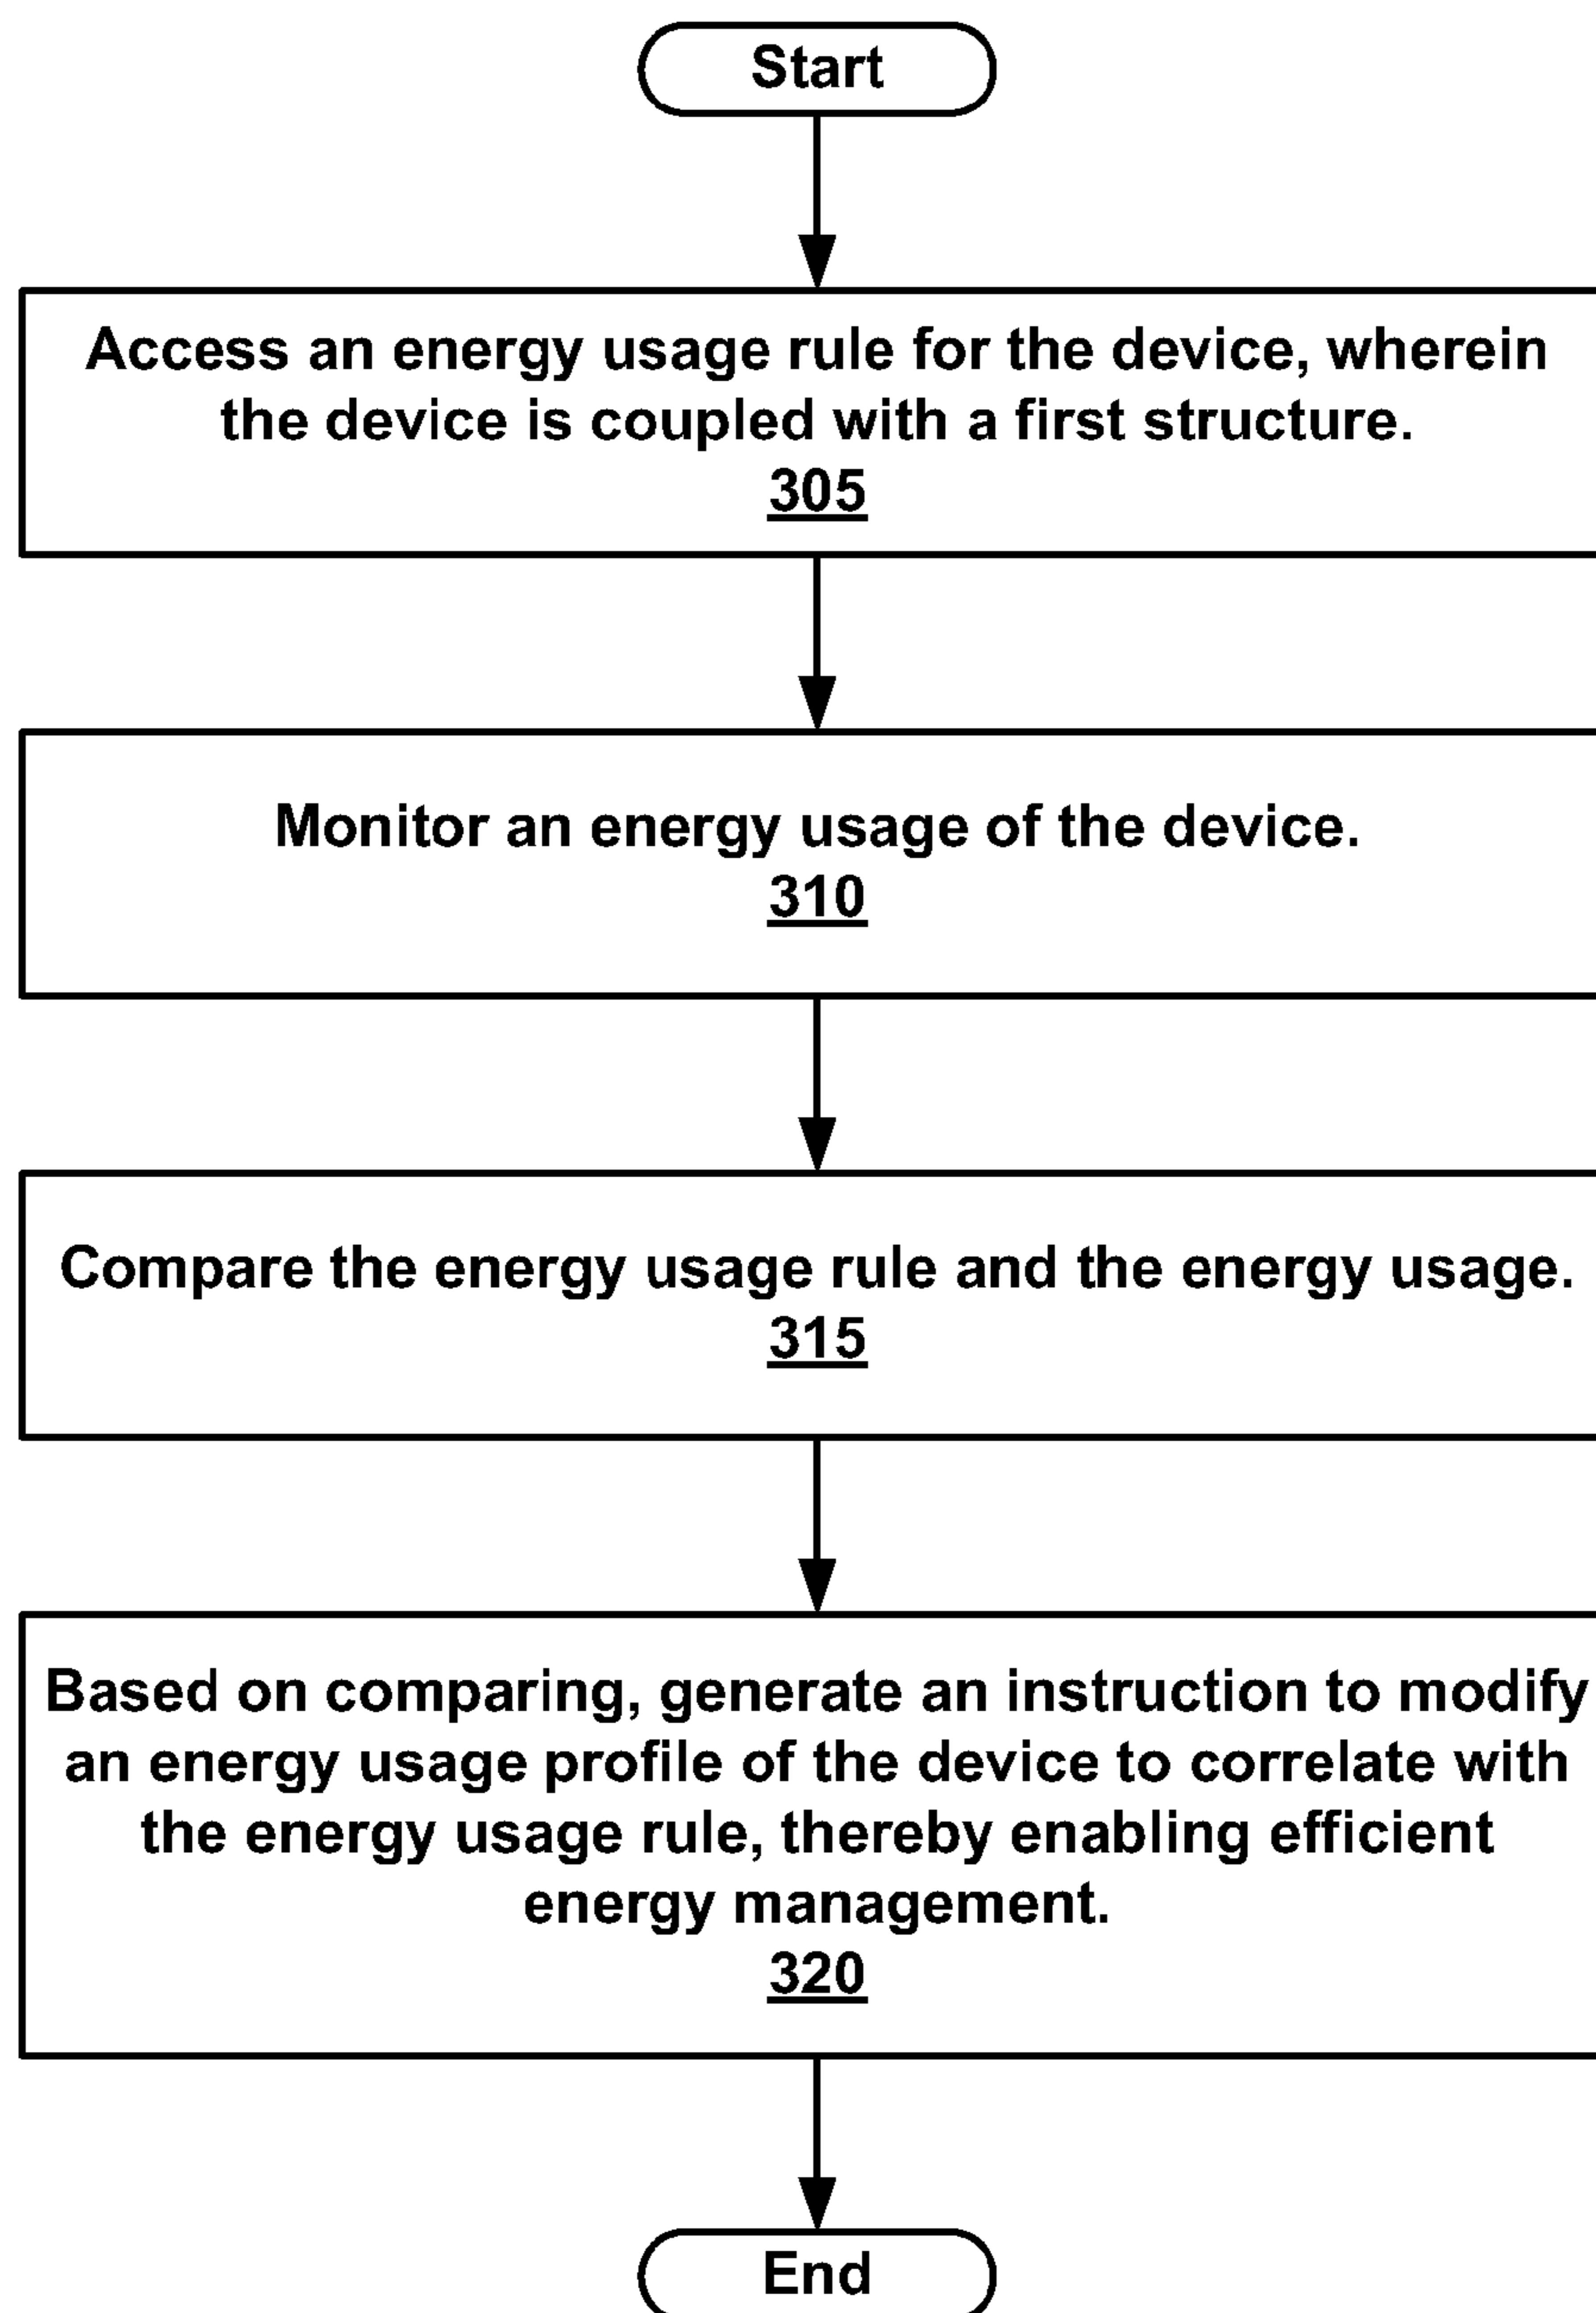 Start
Access an energy usage rule for the device, wherein
the device is coupled with a first structure.
305
Monitor an energy usage of the device.
310
Compare the energy usage rule and the energy usage.
315
Based on comparing, generate an instruction to modify
an energy usage profile of the device to correlate with
the energy usage rule, thereby enabling efficient
energy management.
320
End